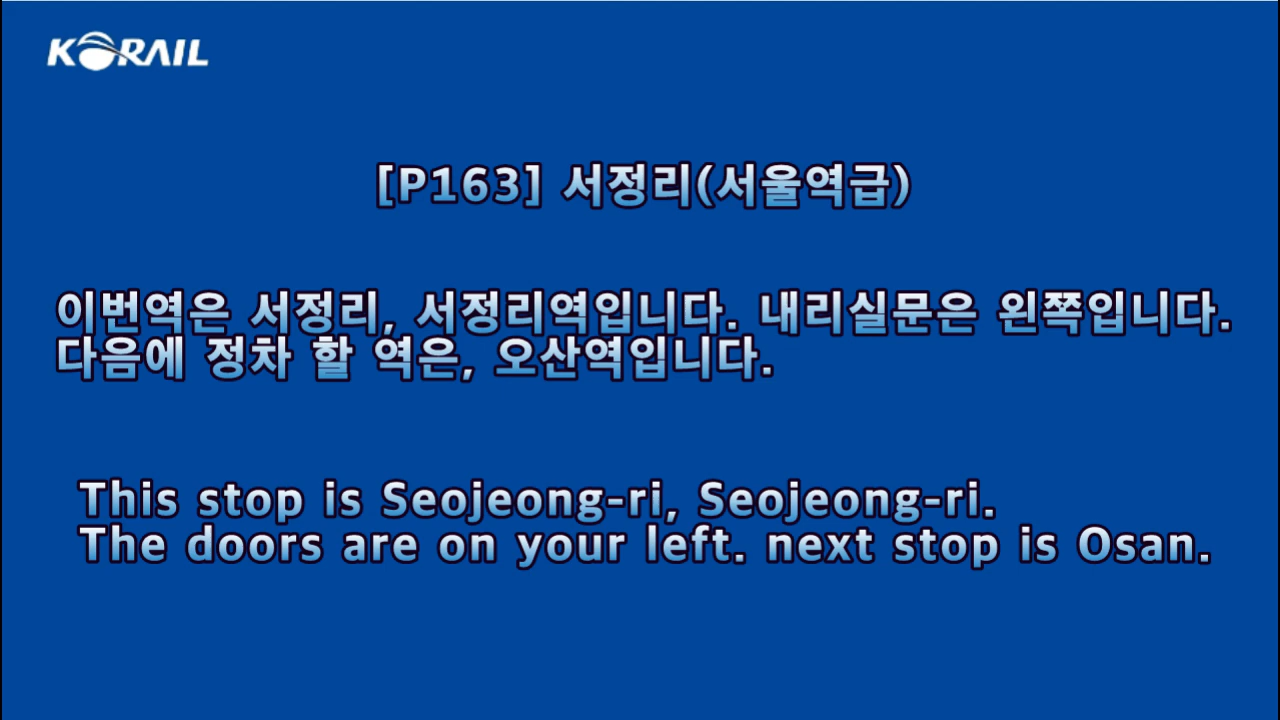 KORAIL
[P163] 서정리(서울역급)
이번역은 서정리, 서정리역입니다. 내리실문은 왼쪽입니다.
다음에 정차 할 역은, 오산역입니다.
This stop is Seojeong-ri, Seojeong-ri.
The doors are on your left. next stop is Osan.